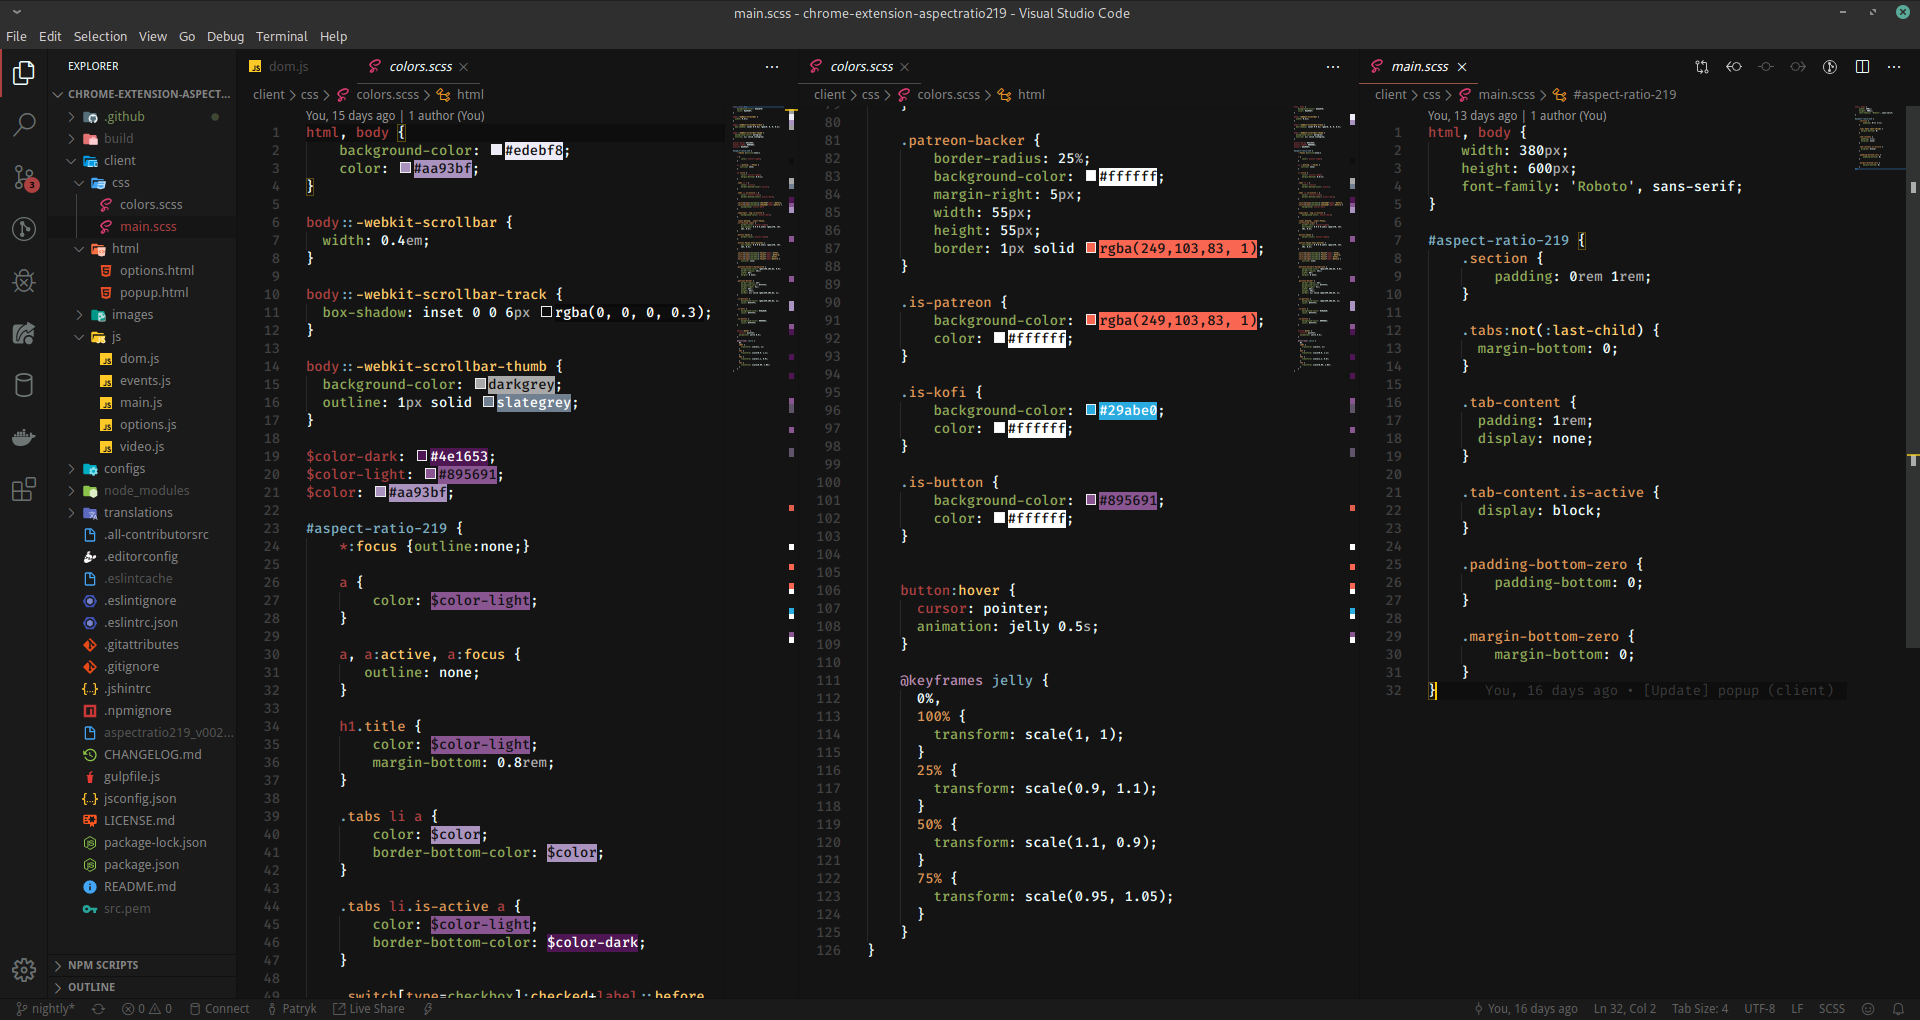 main.scss - chrome-extension-aspectratio219 - Visual Studio Code
File Edit Selection View Go Debug Terminal Help
EXPLORER
CHROME-EXTENSION-ASPECT...
.github
build
client
css
colors.scss
main.scss
html
options.html
popup.html
images
js
dom.js
events.js
main.js
options.js
video.js
configs
node_modules
translations
.all-contributorsrc
.editorconfig
.eslintcache
.eslintignore
.eslintrc.json
.gitattributes
.gitignore
.jshintrc
.npmignore
aspectratio219_v002...
CHANGELOG.md
gulpfile.js
jsconfig.json
LICENSE.md
package-lock.json
package.json
README.md
src.pem
NPM SCRIPTS
OUTLINE
3
dom.js colors.scss
client > css > colors.scss > html
You, 15 days ago | 1 author (You)
1 html, body {
2 background-color: #edebf8;
3 color: #aa93bf;
4 }
5
6 body::-webkit-scrollbar {
7 width: 0.4em;
8 }
9
10 body::-webkit-scrollbar-track {
11 box-shadow: inset 0 0 6px rgba(0, 0, 0, 0.3);
12 }
13
14 body::-webkit-scrollbar-thumb {
15 background-color: darkgrey;
16 outline: 1px solid slategrey;
17 }
18
19 $color-dark: #4e1653;
20 $color-light: #895691;
21 $color: #aa93bf;
22
23 #aspect-ratio-219 {
24 *:focus {outline:none;}
25
26 a {
27 color: $color-light;
28 }
29
30 a, a:active, a:focus {
31 outline: none;
32 }
33
34 h1.title {
35 color: $color-light;
36 margin-bottom: 0.8rem;
37 }
38
39 .tabs li a {
40 color: $color;
41 border-bottom-color: $color;
42 }
43
44 .tabs li.is-active a {
45 color: $color-light;
46 border-bottom-color: $color-dark;
47 }
48
49 switch[type=checkbox]:checked+label::before
colors.scss
client > css > colors.scss > html
79 }
80
81 .patreon-backer {
82 border-radius: 25%;
83 background-color: #ffffff;
84 margin-right: 5px;
85 width: 55px;
86 height: 55px;
87 border: 1px solid rgba(249,103,83, 1);
88 }
89
90 .is-patreon {
91 background-color: rgba(249,103,83, 1);
92 color: #ffffff;
93 }
94
95 .is-kofi {
96 background-color: #29abe0;
97 color: #ffffff;
98 }
99
100 .is-button {
101 background-color: #895691;
102 color: #ffffff;
103 }
104
105
106 button:hover {
107 cursor: pointer;
108 animation: jelly 0.5s;
109 }
110
111 @keyframes jelly {
112 0%,
113 100% {
114 transform: scale(1, 1);
115 }
116 25% {
117 transform: scale(0.9, 1.1);
118 }
119 50% {
120 transform: scale(1.1, 0.9);
121 }
122 75% {
123 transform: scale(0.95, 1.05);
124 }
125 }
126 }
main.scss
client > css > main.scss > #aspect-ratio-219
You, 13 days ago | 1 author (You)
1 html, body {
2 width: 380px;
3 height: 600px;
4 font-family: 'Roboto', sans-serif;
5 }
6
7 #aspect-ratio-219 {
8 .section {
9 padding: 0rem 1rem;
10 }
11
12 .tabs:not(:last-child) {
13 margin-bottom: 0;
14 }
15
16 .tab-content {
17 padding: 1rem;
18 display: none;
19 }
20
21 .tab-content.is-active {
22 display: block;
23 }
24
25 .padding-bottom-zero {
26 padding-bottom: 0;
27 }
28
29 .margin-bottom-zero {
30 margin-bottom: 0;
31 }
32 } You, 16 days ago • [Update] popup (client)
nightly* 0 0 Connect Patryk Live Share You, 16 days ago Ln 32, Col 2 Tab Size: 4 UTF-8 LF SCSS